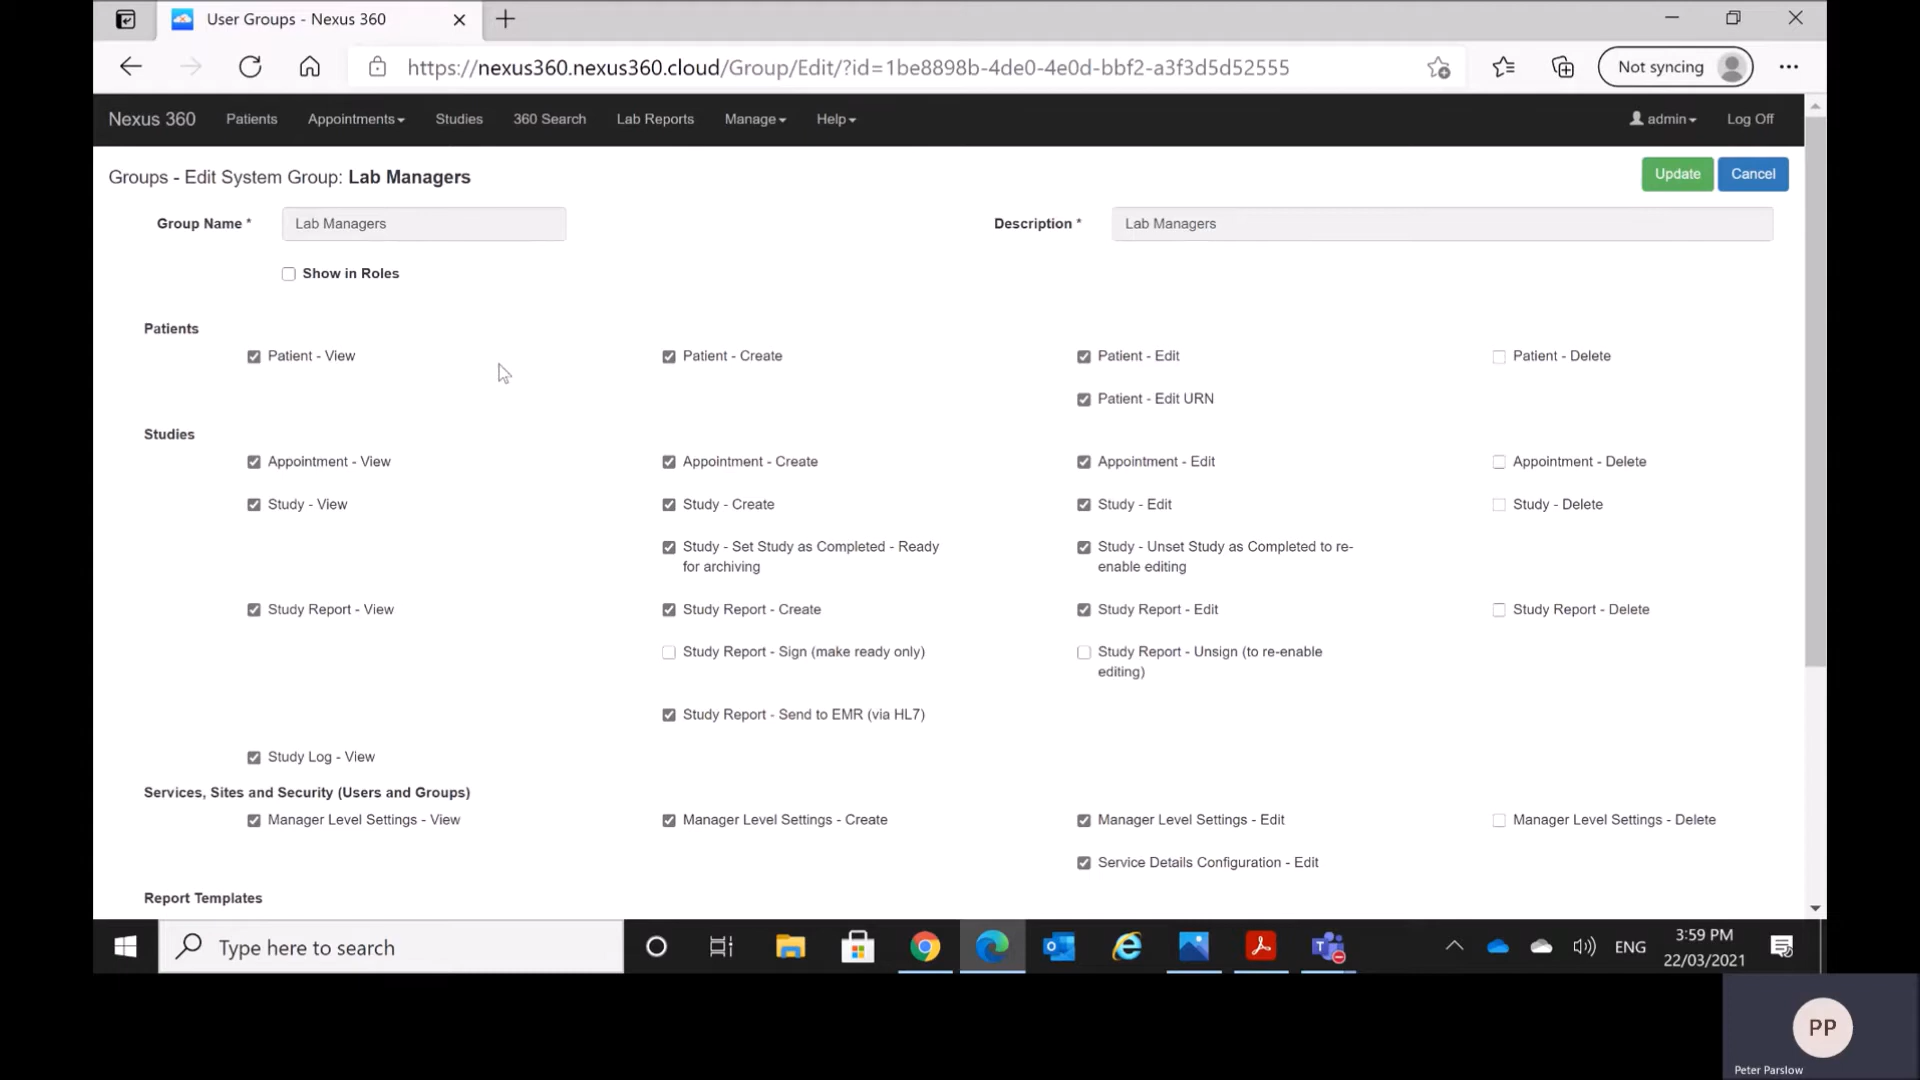 User Groups - Nexus 360
https://nexus360.nexus360.cloud/Group/Edit/?id=1be8898b-4de0-4e0d-bbf2-a3f3d5d52555
Not syncing
Nexus 360 Patients Appointments Studies 360 Search Lab Reports Manage Help admin Log Off
Groups - Edit System Group: Lab Managers
Update Cancel
Group Name * Lab Managers Description * Lab Managers
Show in Roles
Patients
Patient - View Patient - Create Patient - Edit Patient - Delete
Patient - Edit URN
Studies
Appointment - View Appointment - Create Appointment - Edit Appointment - Delete
Study - View Study - Create Study - Edit Study - Delete
Study - Set Study as Completed - Ready for archiving
Study - Unset Study as Completed to re-enable editing
Study Report - View Study Report - Create Study Report - Edit Study Report - Delete
Study Report - Sign (make ready only)
Study Report - Unsign (to re-enable editing)
Study Report - Send to EMR (via HL7)
Study Log - View
Services, Sites and Security (Users and Groups)
Manager Level Settings - View Manager Level Settings - Create Manager Level Settings - Edit Manager Level Settings - Delete
Service Details Configuration - Edit
Report Templates
Type here to search
ENG
3:59 PM
22/03/2021
PP
Peter Parslow